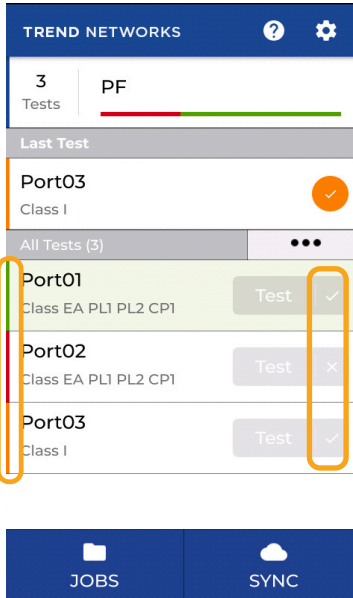 TREND NETWORKS
3
Tests
PF
Last Test
Port03
Class I
All Tests (3)
Port01
Class EA PL1 PL2 CP1
Test
Port02
Class EA PL1 PL2 CP1
Test
Port03
Class I
Test
JOBS
SYNC